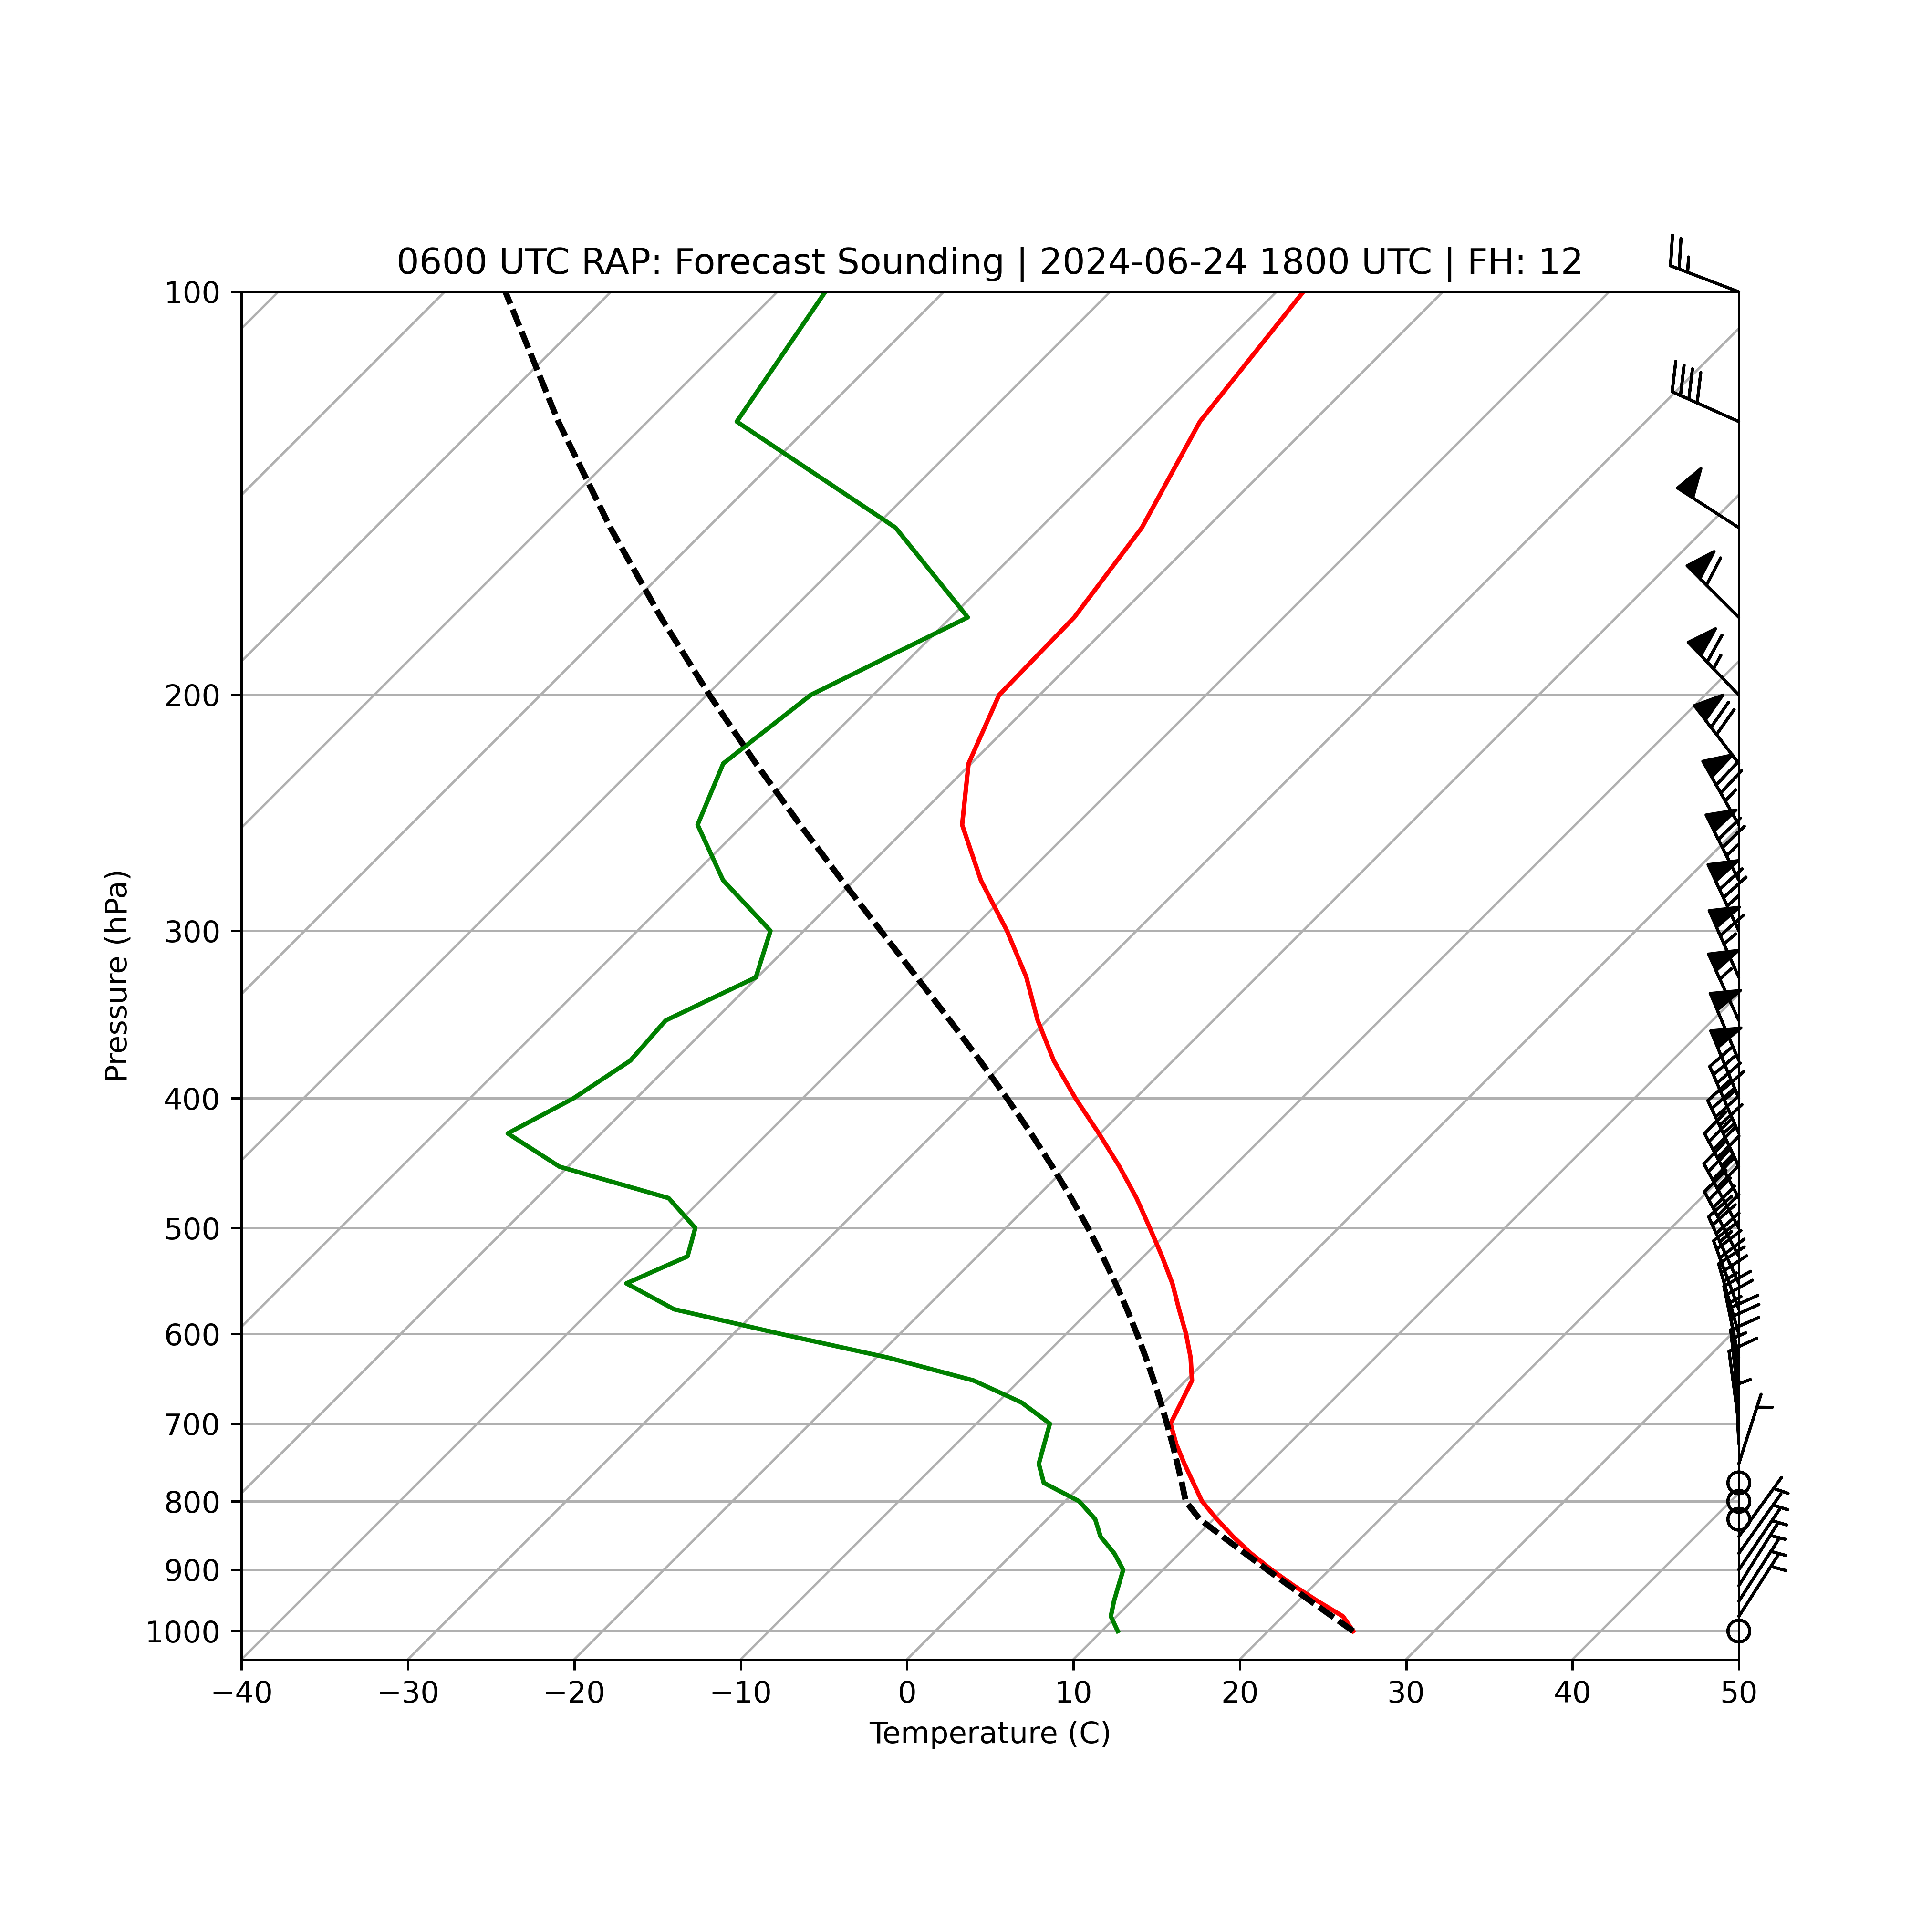 0600 UTC RAP: Forecast Sounding | 2024-06-24 1800 UTC | FH: 12
100
200
300
400
500
600
700
800
900
1000
Pressure (hPa)
−40 −30 −20 −10 0 10 20 30 40 50
Temperature (C)